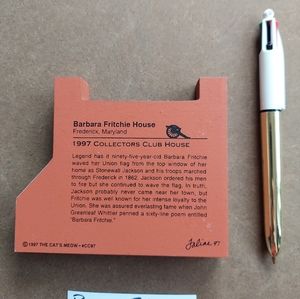 Barbara Fritchie House
Frederick, Maryland
1997 COLLECTORS CLUB HOUSE
Legend has it ninety-five-year-old Barbara Fritchie
waved her Union flag from the top window of her
home as Stonewall Jackson and his troops marched
through Frederick in 1862. Jackson ordered his men
to fire but she continued to wave the flag. In truth,
Jackson probably never came near her town, but
Fritchie was well known for her intense loyalty to the
Union. She was assured everlasting fame when John
Greenleaf Whittier penned a sixty-line poem entitled
"Barbara Fritchie."
© 1997 THE CAT'S MEOW • #CC97
Faline 97